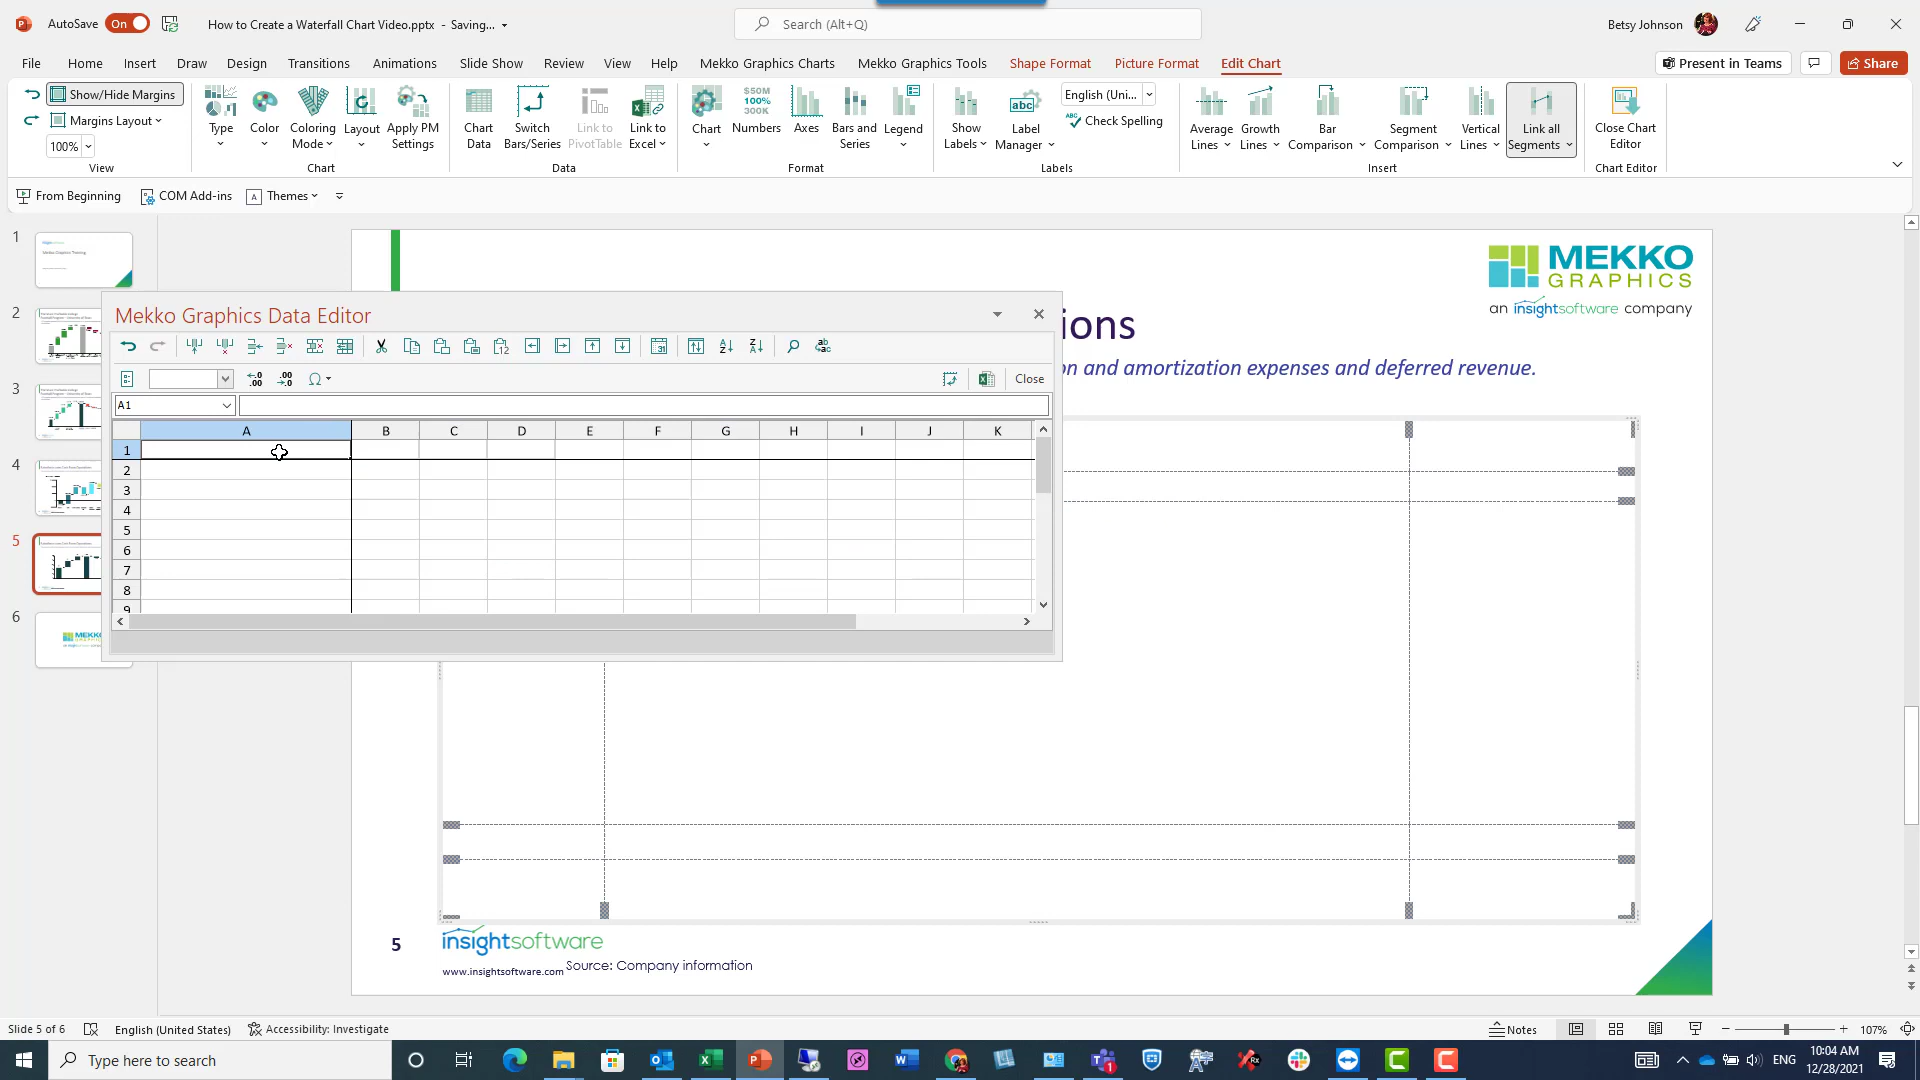 AutoSave On How to Create a Waterfall Chart Video.pptx - Saving... Search (Alt+Q) Betsy Johnson
File Home Insert Draw Design Transitions Animations Slide Show Review View Help Mekko Graphics Charts Mekko Graphics Tools Shape Format Picture Format Edit Chart Present in Teams Share
Show/Hide Margins
Margins Layout
100%
View
Type
Color
Coloring Mode
Layout
Apply PM Settings
Chart
Chart Data
Switch Bars/Series
Link to PivotTable
Link to Excel
Data
Chart
$50M
100%
300K
Numbers
Axes
Bars and Series
Legend
Format
Show Labels
abc
Label Manager
English (Uni...
Check Spelling
Labels
Average Lines
Growth Lines
Bar Comparison
Segment Comparison
Vertical Lines
Link all Segments
Insert
Close Chart Editor
Chart Editor
From Beginning COM Add-ins Themes
1
2
3
4
5
6
MEKKO
GRAPHICS
an insightsoftware company
ions
on and amortization expenses and deferred revenue.
Mekko Graphics Data Editor
Close
A1
A B C D E F G H I J K
1
2
3
4
5
6
7
8
9
5
insightsoftware
www.insightsoftware.com Source: Company information
Slide 5 of 6 English (United States) Accessibility: Investigate Notes 107%
Type here to search
ENG
10:04 AM
12/28/2021